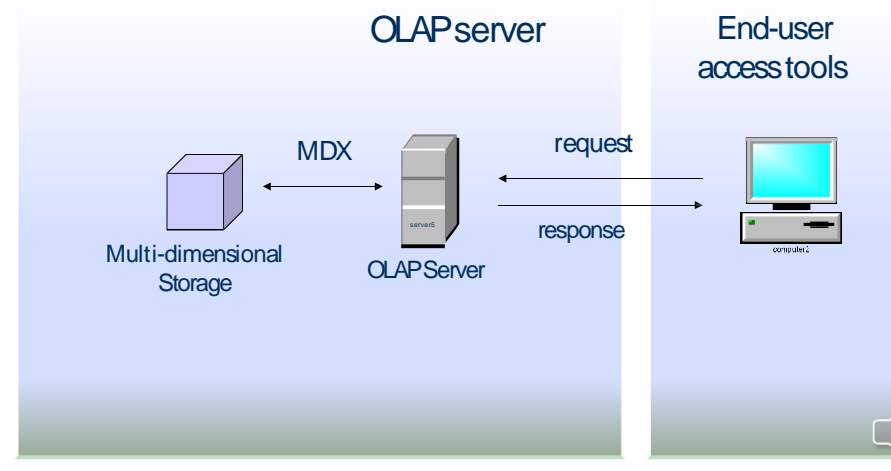 OLAP server
End-user
access tools
MDX
request
server5
response
Multi-dimensional
Storage
OLAP Server
computer2